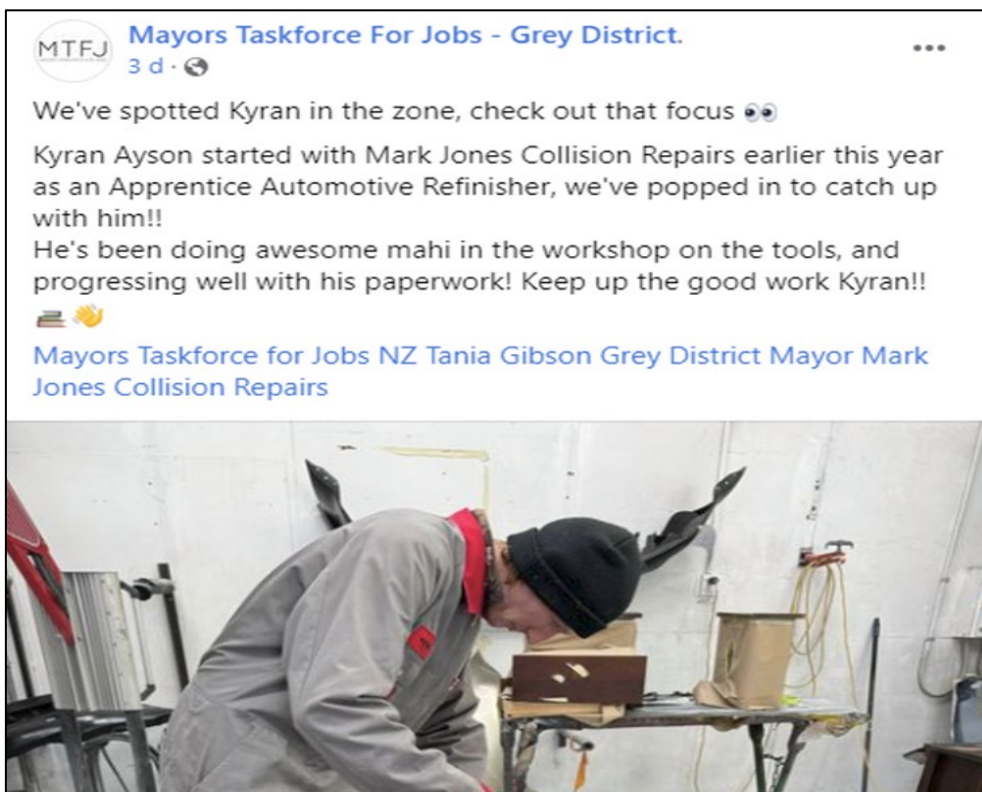 MTFJ
Mayors Taskforce For Jobs - Grey District.
3 d ·
We've spotted Kyran in the zone, check out that focus 👀
Kyran Ayson started with Mark Jones Collision Repairs earlier this year
as an Apprentice Automotive Refinisher, we've popped in to catch up
with him!!
He's been doing awesome mahi in the workshop on the tools, and
progressing well with his paperwork! Keep up the good work Kyran!!
📚👋
Mayors Taskforce for Jobs NZ Tania Gibson Grey District Mayor Mark
Jones Collision Repairs